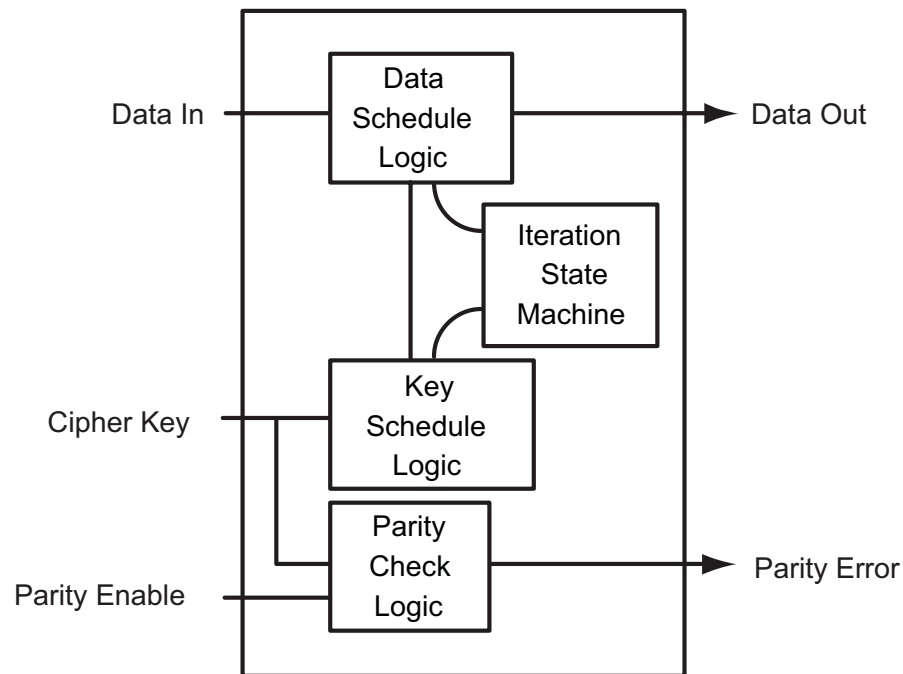 Data In
Data
Schedule
Logic
Data Out
Iteration
State
Machine
Cipher Key
Key
Schedule
Logic
Parity Enable
Parity
Check
Logic
Parity Error